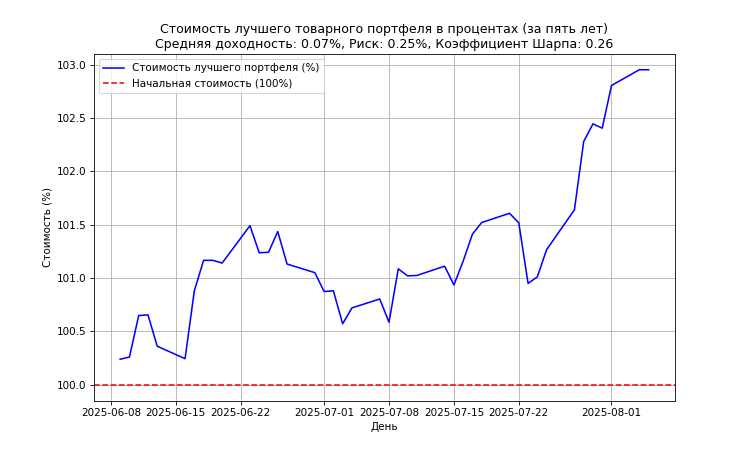 Стоимость лучшего товарного портфеля в процентах (за пять лет)
Средняя доходность: 0.07%, Риск: 0.25%, Коэффициент Шарпа: 0.26
Стоимость лучшего портфеля (%)
Начальная стоимость (100%)
Стоимость (%)
103.0
102.5
102.0
101.5
101.0
100.5
100.0
2025-06-08
2025-06-15
2025-06-22
2025-07-01
2025-07-08
2025-07-15
2025-07-22
2025-08-01
День